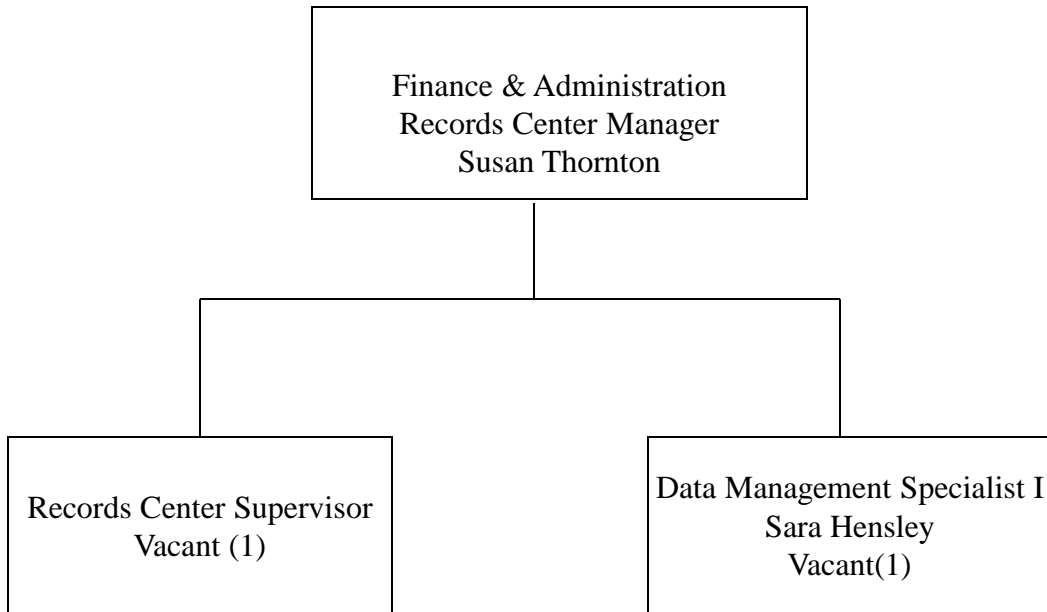 Finance & Administration
Records Center Manager
Susan Thornton
Records Center Supervisor
Vacant (1)
Data Management Specialist I
Sara Hensley
Vacant(1)